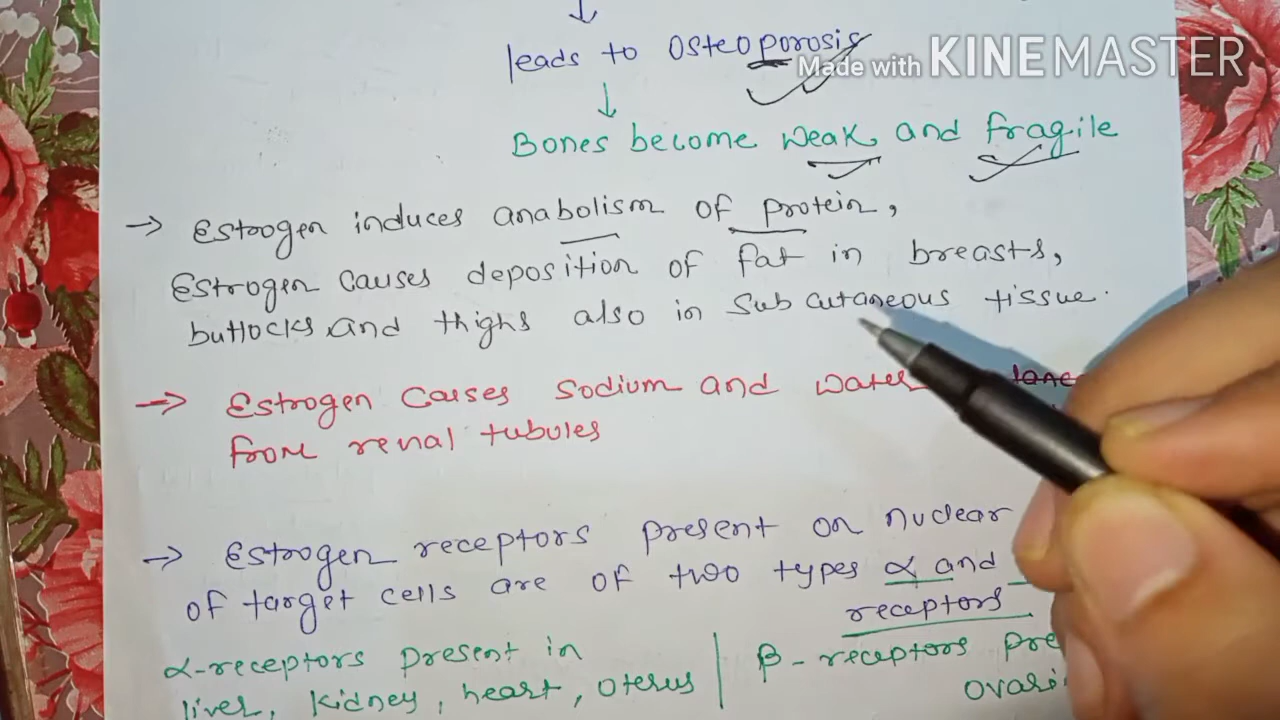 leads to Osteoporosis
Made with KINEMASTER
Bones become weak and fragile
→ Estrogen induces anabolism of protein,
Estrogen causes deposition of fat in breasts,
buttocks and thighs also in subcutaneous tissue.
→ Estrogen causes sodium and water
from renal tubules
→ Estrogen receptors present on nuclear
of target cells are of two types α and
receptors
α-receptors present in
liver, kidney, heart, uterus
β-receptors